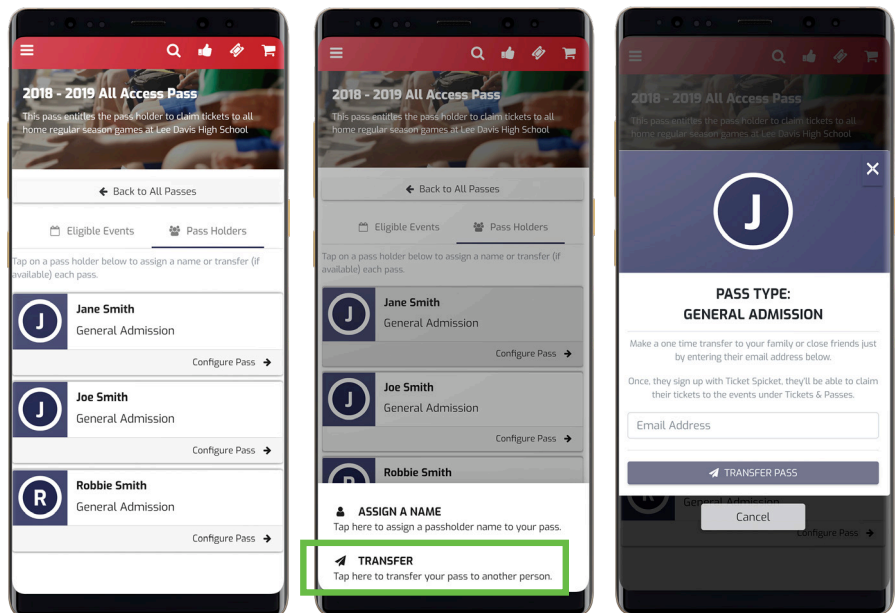 2018 - 2019 All Access Pass
This pass entitles the pass holder to claim tickets to all
home regular season games at Lee Davis High School
Back to All Passes
Eligible Events
Pass Holders
Tap on a pass holder below to assign a name or transfer (if
available) each pass.
J
Jane Smith
General Admission
Configure Pass
J
Joe Smith
General Admission
Configure Pass
R
Robbie Smith
General Admission
Configure Pass
2018 - 2019 All Access Pass
This pass entitles the pass holder to claim tickets to all
home regular season games at Lee Davis High School
Back to All Passes
Eligible Events
Pass Holders
Tap on a pass holder below to assign a name or transfer (if
available) each pass.
J
Jane Smith
General Admission
Configure Pass
J
Joe Smith
General Admission
Configure Pass
R
Robbie Smith
ASSIGN A NAME
Tap here to assign a passholder name to your pass.
TRANSFER
Tap here to transfer your pass to another person.
2018 - 2019 All Access Pass
This pass entitles the pass holder to claim tickets to all
home regular season games at Lee Davis High School
J
PASS TYPE:
GENERAL ADMISSION
Make a one time transfer to your family or close friends just
by entering their email address below.
Once, they sign up with Ticket Spicket, they'll be able to claim
their tickets to the events under Tickets & Passes.
Email Address
TRANSFER PASS
General Admission
Cancel
Configure Pass